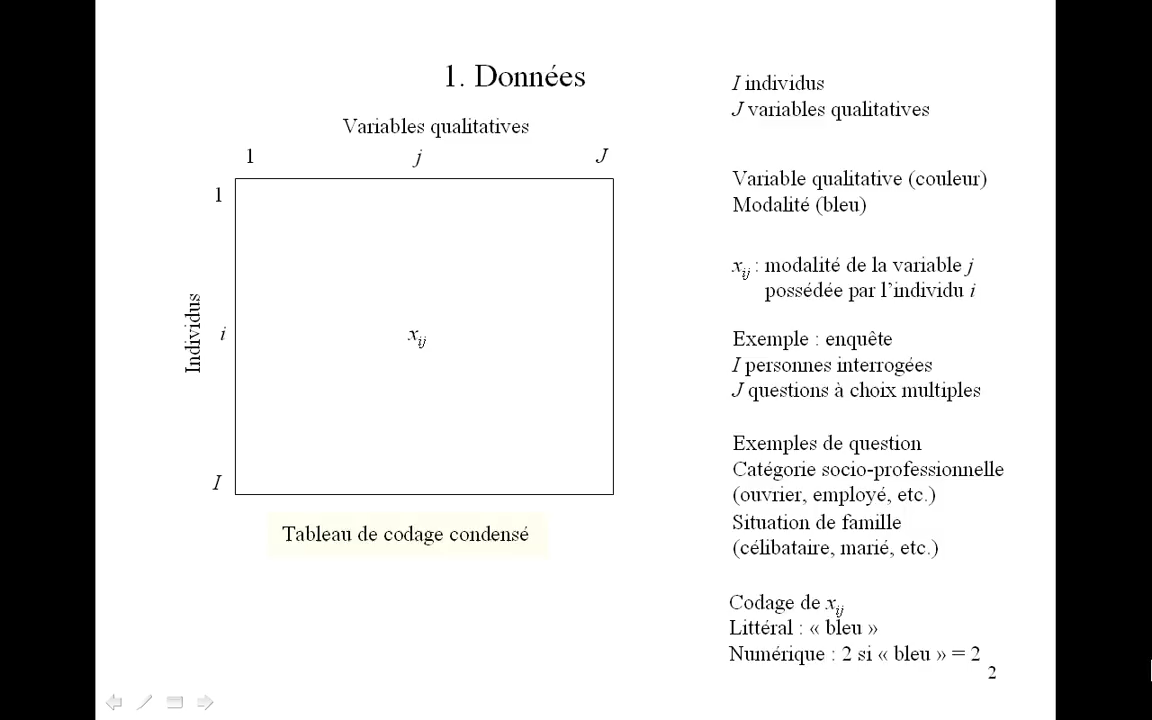 1. Données
Variables qualitatives
1 j J
1
Individus
i
x_ij
I
Tableau de codage condensé
I individus
J variables qualitatives
Variable qualitative (couleur)
Modalité (bleu)
x_ij : modalité de la variable j
possédée par l’individu i
Exemple : enquête
I personnes interrogées
J questions à choix multiples
Exemples de question
Catégorie socio-professionnelle
(ouvrier, employé, etc.)
Situation de famille
(célibataire, marié, etc.)
Codage de x_ij
Littéral : « bleu »
Numérique : 2 si « bleu » = 2
2